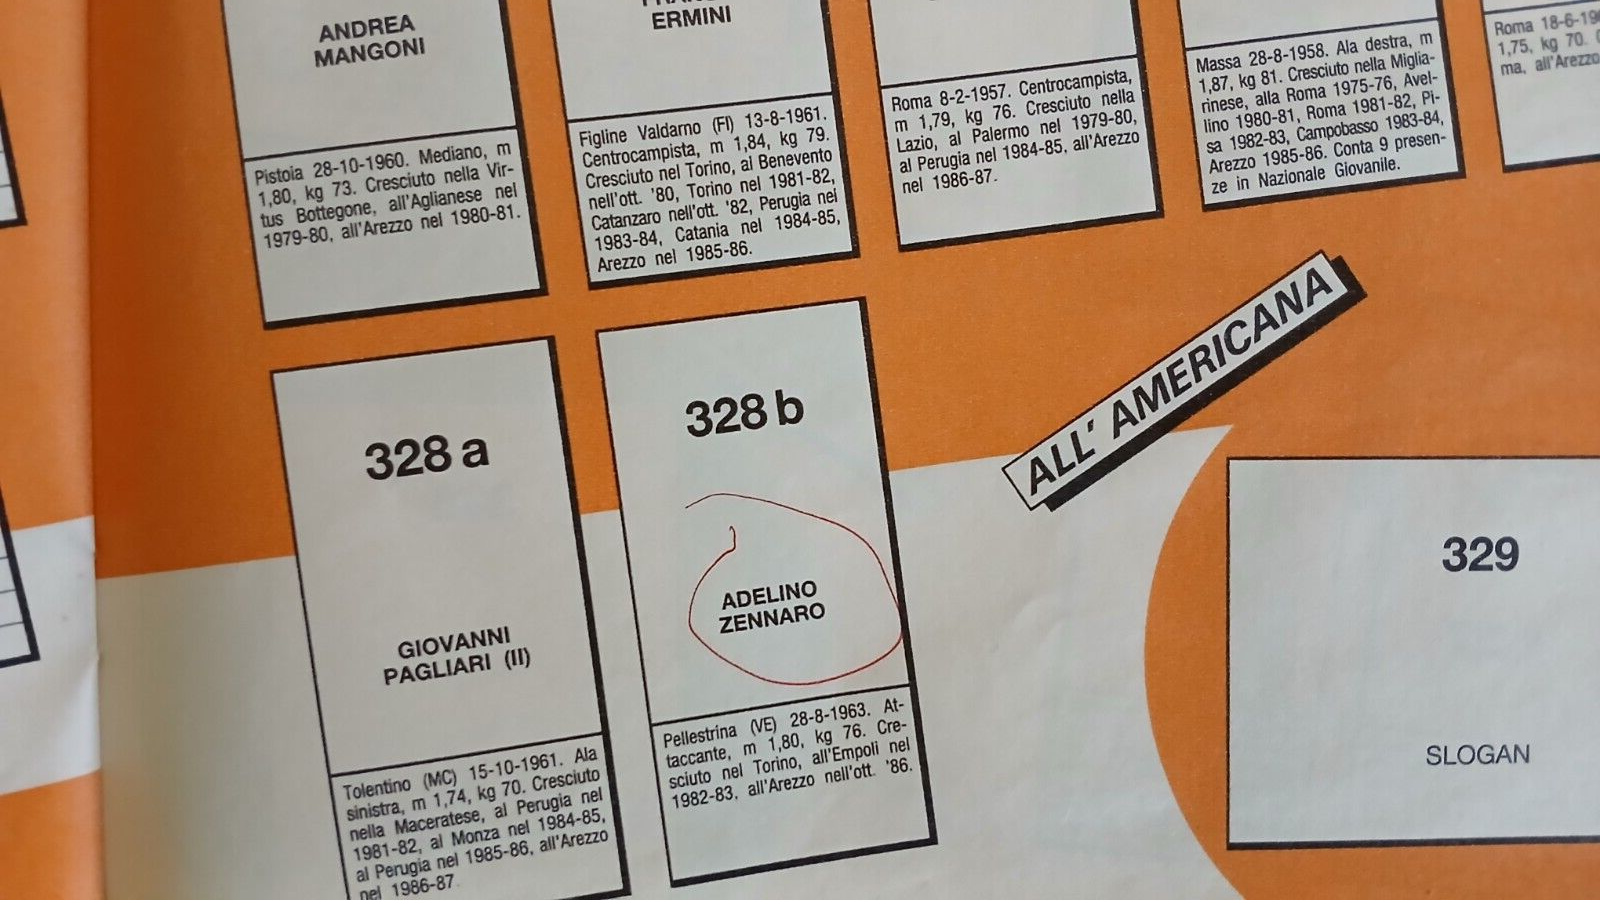 ANDREA
MANGONI
Pistoia 28-10-1960. Mediano, m
1,80, kg 73. Cresciuto nella Vir-
tus Bottegone, all'Aglianese nel
1979-80, all'Arezzo nel 1980-81.
ERMINI
Figline Valdarno (FI) 13-8-1961.
Centrocampista, m 1,84, kg 79.
Cresciuto nel Torino, al Benevento
nell'ott. '80, Torino nel 1981-82,
Catanzaro nell'ott. '82, Perugia nel
1983-84, Catania nel 1984-85,
Arezzo nel 1985-86.
Roma 8-2-1957. Centrocampista,
m 1,79, kg 76. Cresciuto nella
Lazio, al Palermo nel 1979-80,
al Perugia nel 1984-85, all'Arezzo
nel 1986-87.
Massa 28-8-1958. Ala destra, m
1,87, kg 81. Cresciuto nella Miglia-
rinese, alla Roma 1975-76, Avel-
lino 1980-81, Roma 1981-82, Pi-
sa 1982-83, Campobasso 1983-84,
Arezzo 1985-86. Conta 9 presen-
ze in Nazionale Giovanile.
Roma 18-6-
1,75, kg 70.
ma, all'Arezzo
328 a
GIOVANNI
PAGLIARI (II)
Tolentino (MC) 15-10-1961. Ala
sinistra, m 1,74, kg 70. Cresciuto
nella Maceratese, al Perugia nel
1981-82, al Monza nel 1984-85,
al Perugia nel 1985-86, all'Arezzo
nel 1986-87.
328 b
ADELINO
ZENNARO
Pellestrina (VE) 28-8-1963. At-
taccante, m 1,80, kg 76. Cre-
sciuto nel Torino, all'Empoli nel
1982-83, all'Arezzo nell'ott. '86.
ALL' AMERICANA
329
SLOGAN